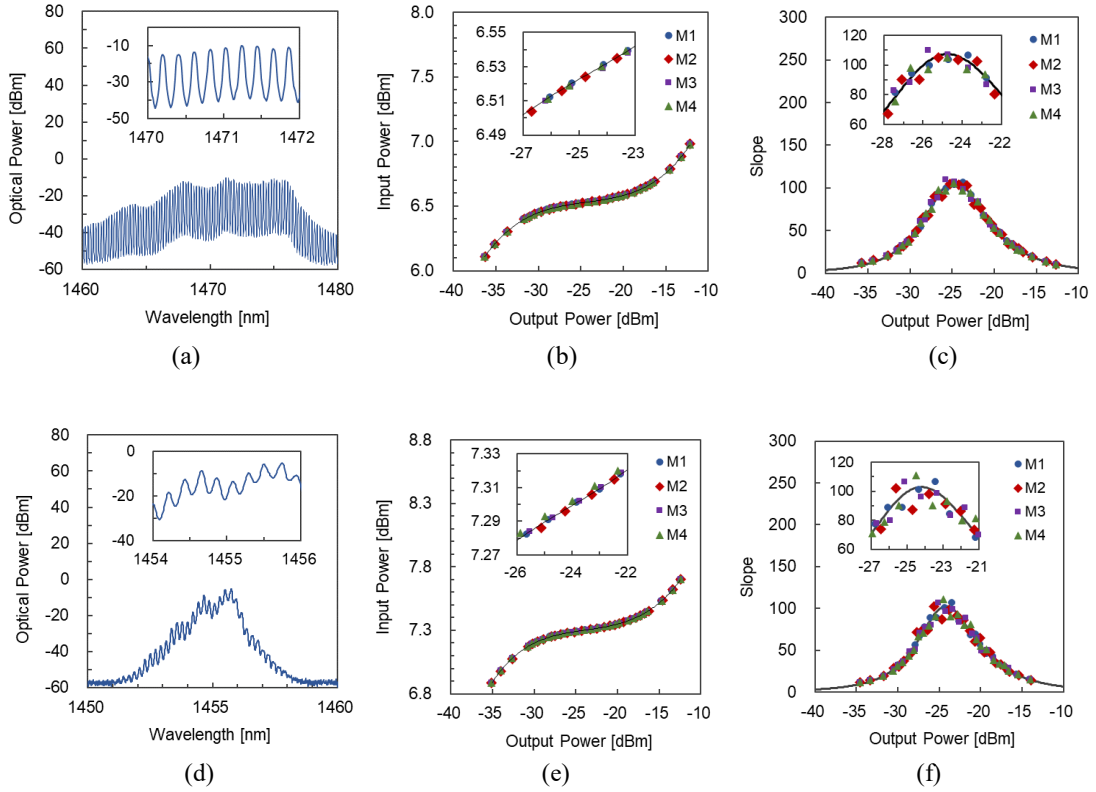 80
60
40
20
0
-20
-40
-60
Optical Power [dBm]
-10
-30
-50
1470 1471 1472
1460 1470 1480
Wavelength [nm]
(a)
8.0
7.5
7.0
6.5
6.0
Input Power [dBm]
6.55
6.53
6.51
6.49
-27 -25 -23
M1
M2
M3
M4
-40 -35 -30 -25 -20 -15 -10
Output Power [dBm]
(b)
300
250
200
150
100
50
0
Slope
120
100
80
60
-28 -26 -24 -22
M1
M2
M3
M4
-40 -35 -30 -25 -20 -15 -10
Output Power [dBm]
(c)
80
60
40
20
0
-20
-40
-60
Optical Power [dBm]
0
-20
-40
1454 1455 1456
1450 1455 1460
Wavelength [nm]
(d)
8.8
8.3
7.8
7.3
6.8
Input Power [dBm]
7.33
7.31
7.29
7.27
-26 -24 -22
M1
M2
M3
M4
-40 -35 -30 -25 -20 -15 -10
Output Power [dBm]
(e)
300
250
200
150
100
50
0
Slope
120
100
80
60
-27 -25 -23 -21
M1
M2
M3
M4
-40 -35 -30 -25 -20 -15 -10
Output Power [dBm]
(f)